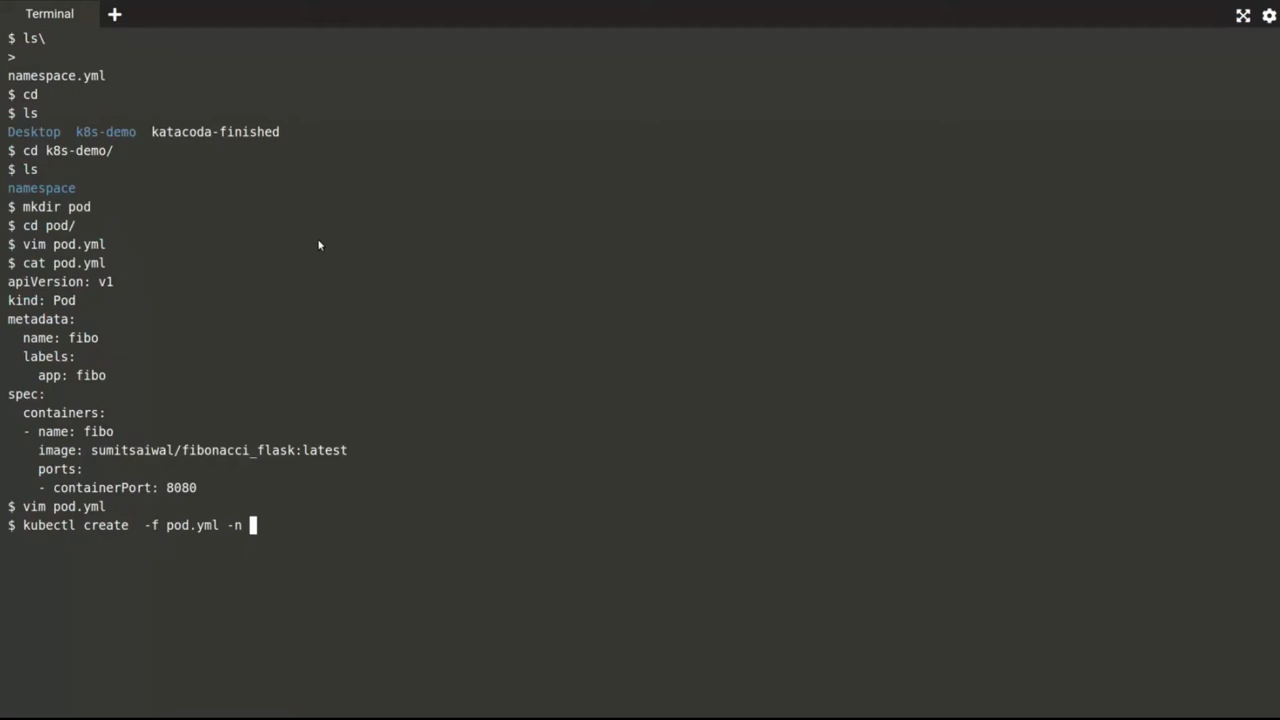 Terminal
$ ls\
>
namespace.yml
$ cd
$ ls
Desktop  k8s-demo  katacoda-finished
$ cd k8s-demo/
$ ls
namespace
$ mkdir pod
$ cd pod/
$ vim pod.yml
$ cat pod.yml
apiVersion: v1
kind: Pod
metadata:
  name: fibo
  labels:
    app: fibo
spec:
  containers:
  - name: fibo
    image: sumitsaiwal/fibonacci_flask:latest
    ports:
    - containerPort: 8080
$ vim pod.yml
$ kubectl create  -f pod.yml -n